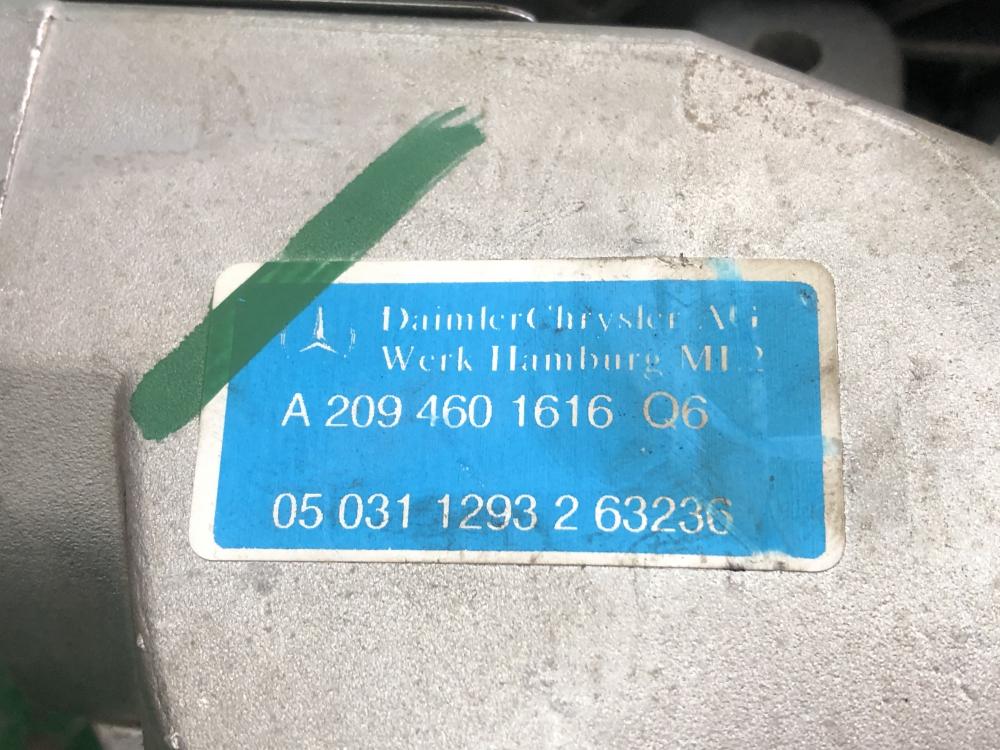 DaimlerChrysler AG
Werk Hamburg ML2
A 209 460 1616 Q6
05 031 1293 2 63236